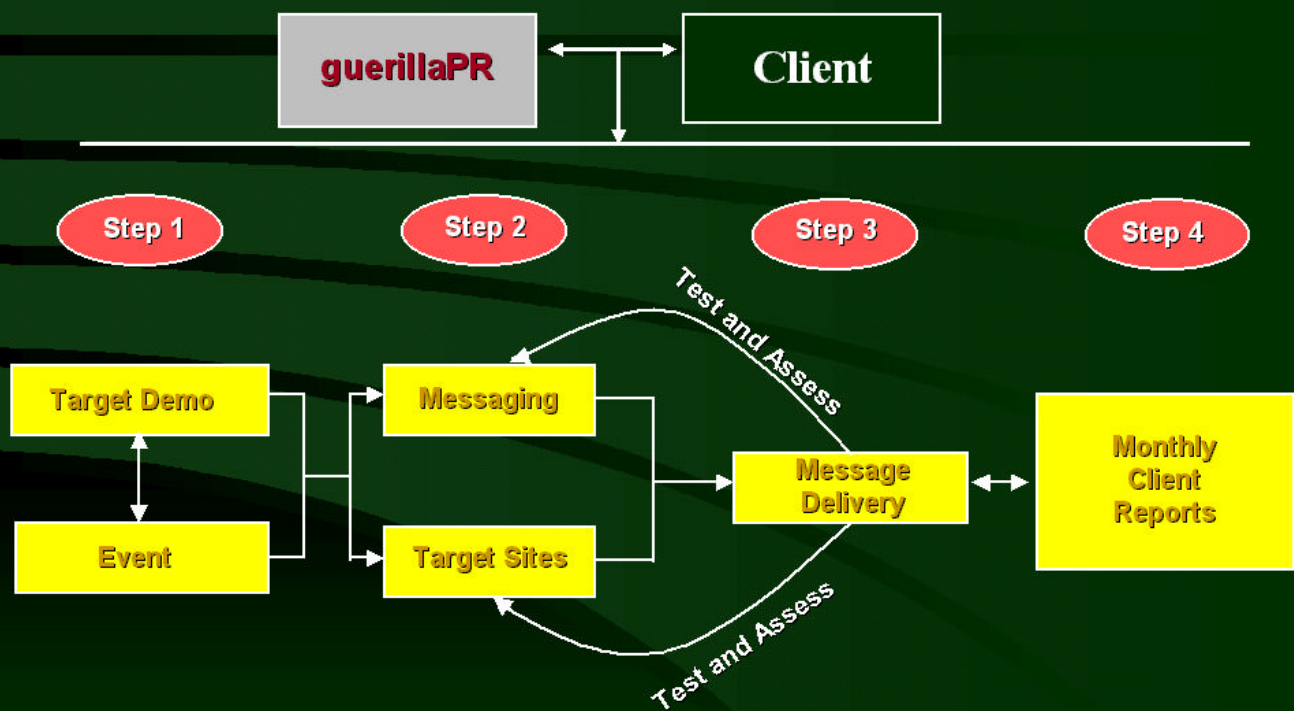 guerillaPR
Client
Step 1
Step 2
Step 3
Step 4
Test and Assess
Target Demo
Messaging
Message
Delivery
Monthly
Client
Reports
Event
Target Sites
Test and Assess